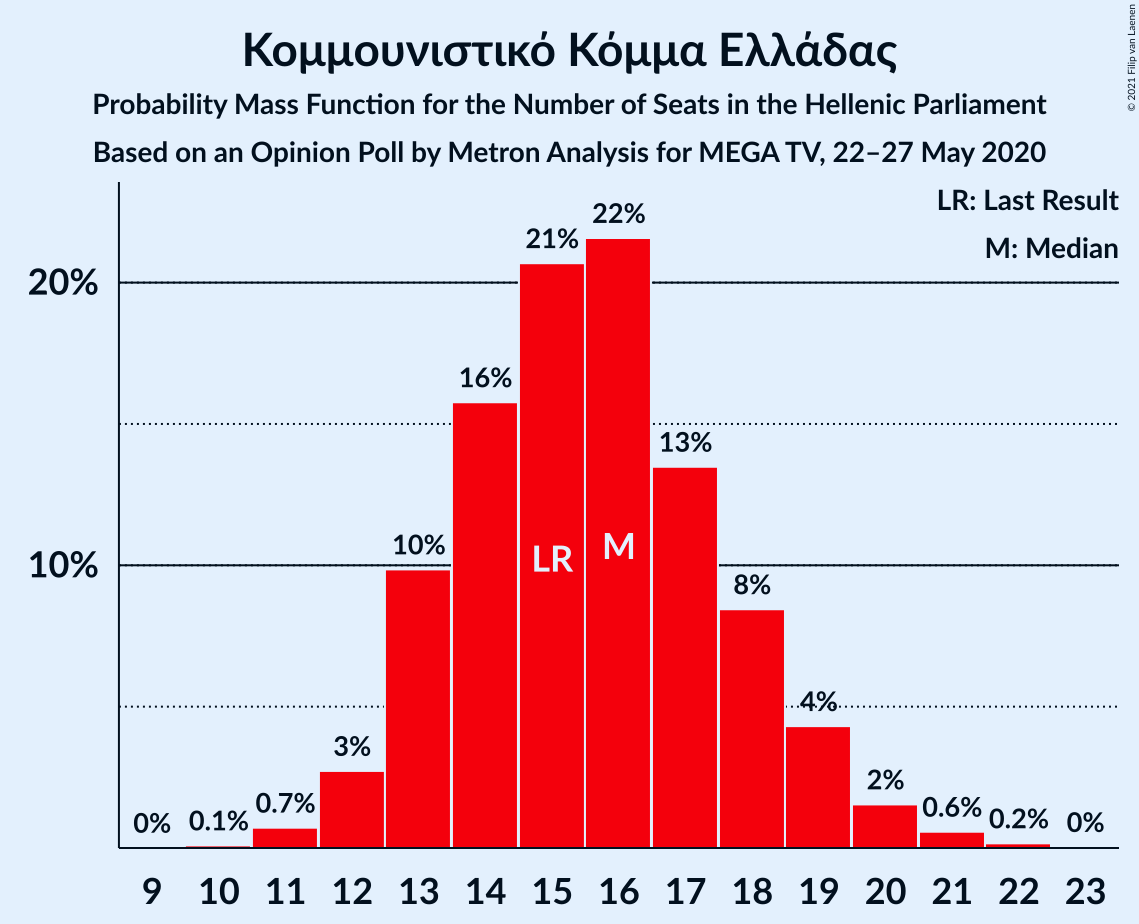 Κομμουνιστικό Κόμμα Ελλάδας
Probability Mass Function for the Number of Seats in the Hellenic Parliament
Based on an Opinion Poll by Metron Analysis for MEGA TV, 22–27 May 2020
© 2021 Filip van Laenen
LR: Last Result
M: Median
20%
10%
0%
0.1%
0.7%
3%
10%
16%
21%
22%
13%
8%
4%
2%
0.6%
0.2%
0%
LR
M
9 10 11 12 13 14 15 16 17 18 19 20 21 22 23